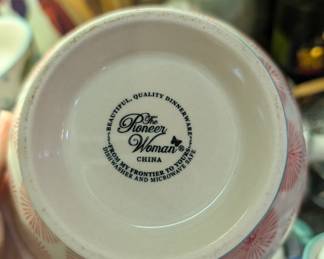 BEAUTIFUL, QUALITY DINNERWARE
The
Pioneer
Woman®
CHINA
FROM MY FRONTIER TO YOURS
DISHWASHER AND MICROWAVE SAFE